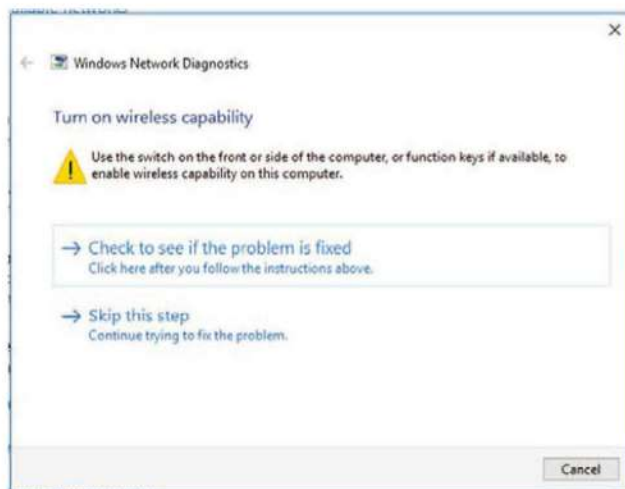 Windows Network Diagnostics
Turn on wireless capability
Use the switch on the front or side of the computer, or function keys if available, to
enable wireless capability on this computer.
Check to see if the problem is fixed
Click here after you follow the instructions above.
Skip this step
Continue trying to fix the problem.
Cancel